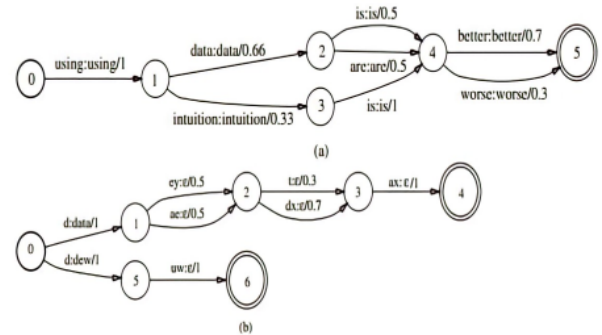 is:is/0.5
data:data/0.66
2
better:better/0.7
using:using/1
are:are/0.5
4
5
0
1
intuition:intuition/0.33
3
is:is/1
worse:worse/0.3
(a)
ey:ε/0.5
2
t:ε/0.3
3
ax:ε/1
4
d:data/1
1
ae:ε/0.5
dx:ε/0.7
0
d:dew/1
5
uw:ε/1
6
(b)